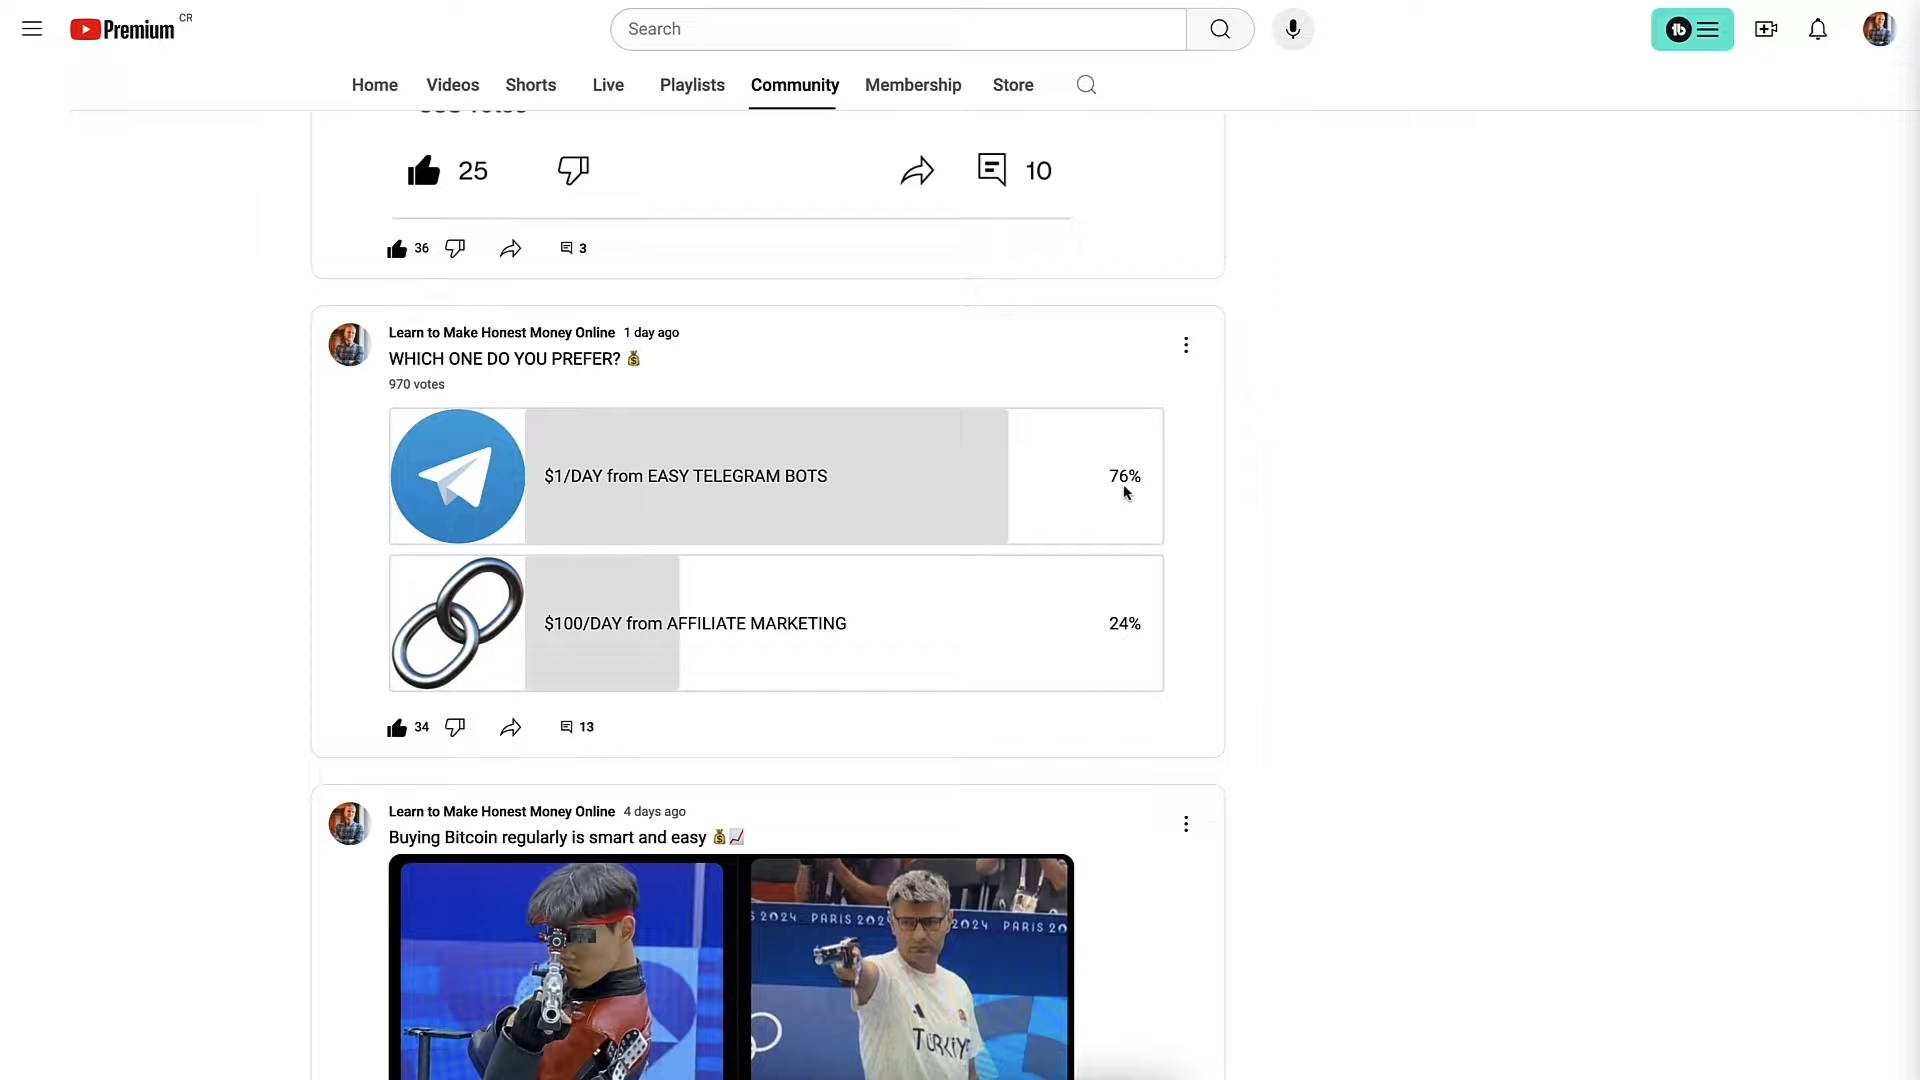 Premium CR
Search
Home Videos Shorts Live Playlists Community Membership Store
25 10
36 3
Learn to Make Honest Money Online 1 day ago
WHICH ONE DO YOU PREFER? 💰
970 votes
$1/DAY from EASY TELEGRAM BOTS 76%
$100/DAY from AFFILIATE MARKETING 24%
34 13
Learn to Make Honest Money Online 4 days ago
Buying Bitcoin regularly is smart and easy 💰📈
2024 PARIS 2024 PARIS
TÜRKİYE